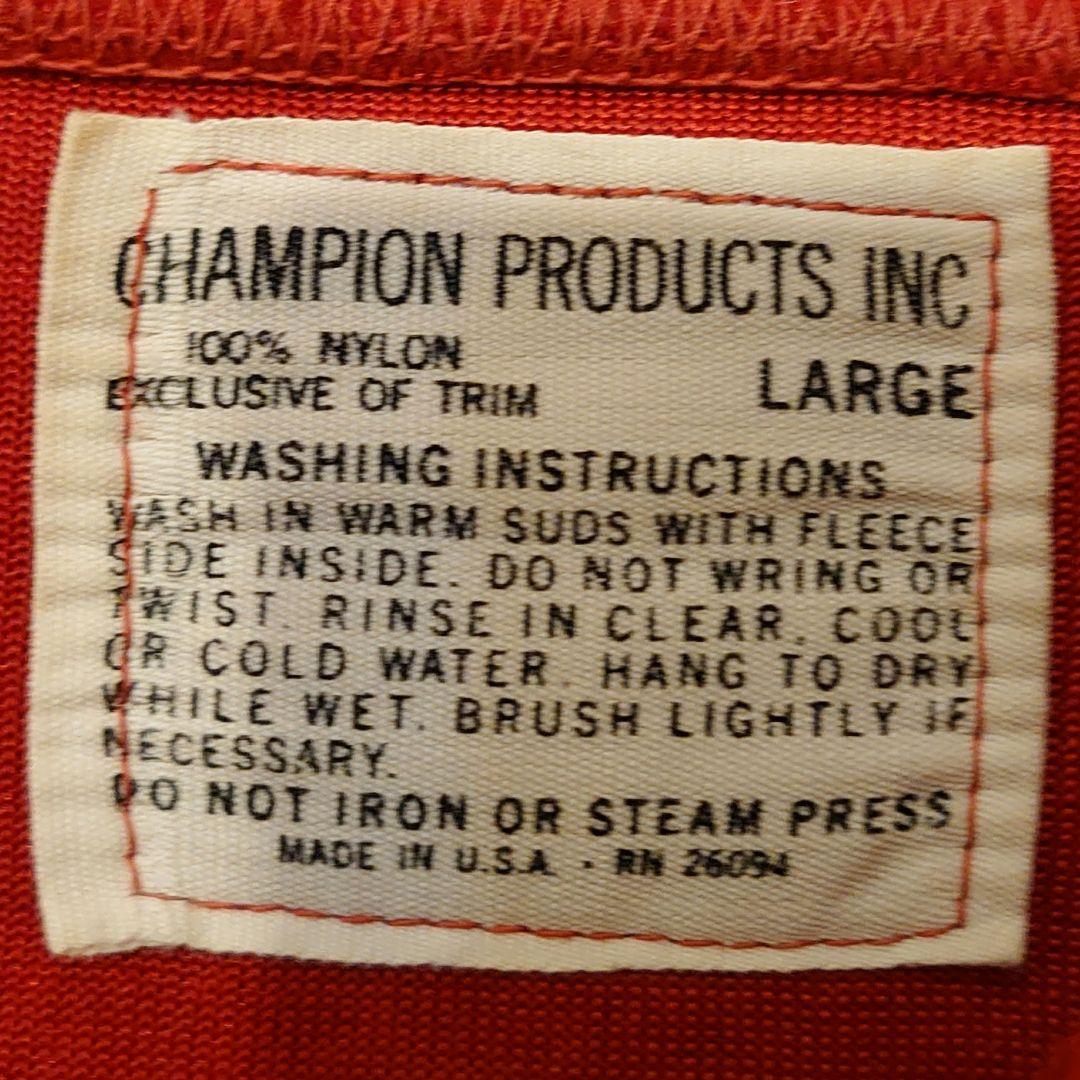 CHAMPION PRODUCTS INC
100% NYLON
EXCLUSIVE OF TRIM
LARGE
WASHING INSTRUCTIONS
WASH IN WARM SUDS WITH FLEECE
SIDE INSIDE. DO NOT WRING OR
TWIST. RINSE IN CLEAR, COOL
OR COLD WATER. HANG TO DRY
WHILE WET. BRUSH LIGHTLY IF
NECESSARY.
DO NOT IRON OR STEAM PRESS
MADE IN U.S.A. · RN 26094